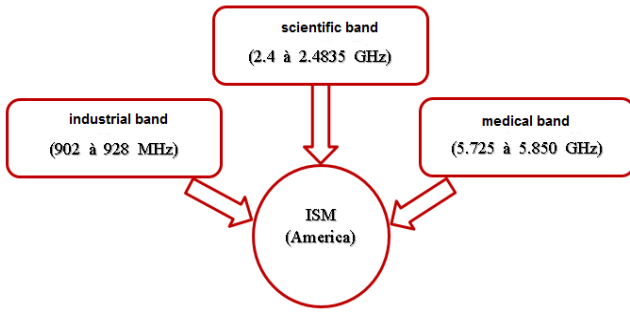 scientific band
(2.4 à 2.4835 GHz)
industrial band
(902 à 928 MHz)
medical band
(5.725 à 5.850 GHz)
ISM
(America)